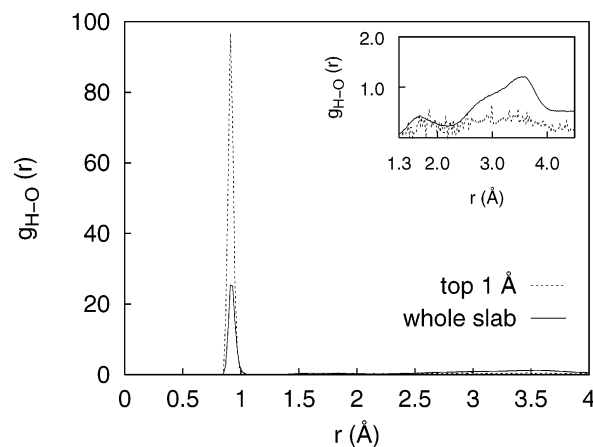 100
80
60
40
20
0
g_H−O (r)
0 0.5 1 1.5 2 2.5 3 3.5 4
r (Å)
top 1 Å
whole slab
2.0
1.0
g_H−O (r)
1.3 2.0 3.0 4.0
r (Å)